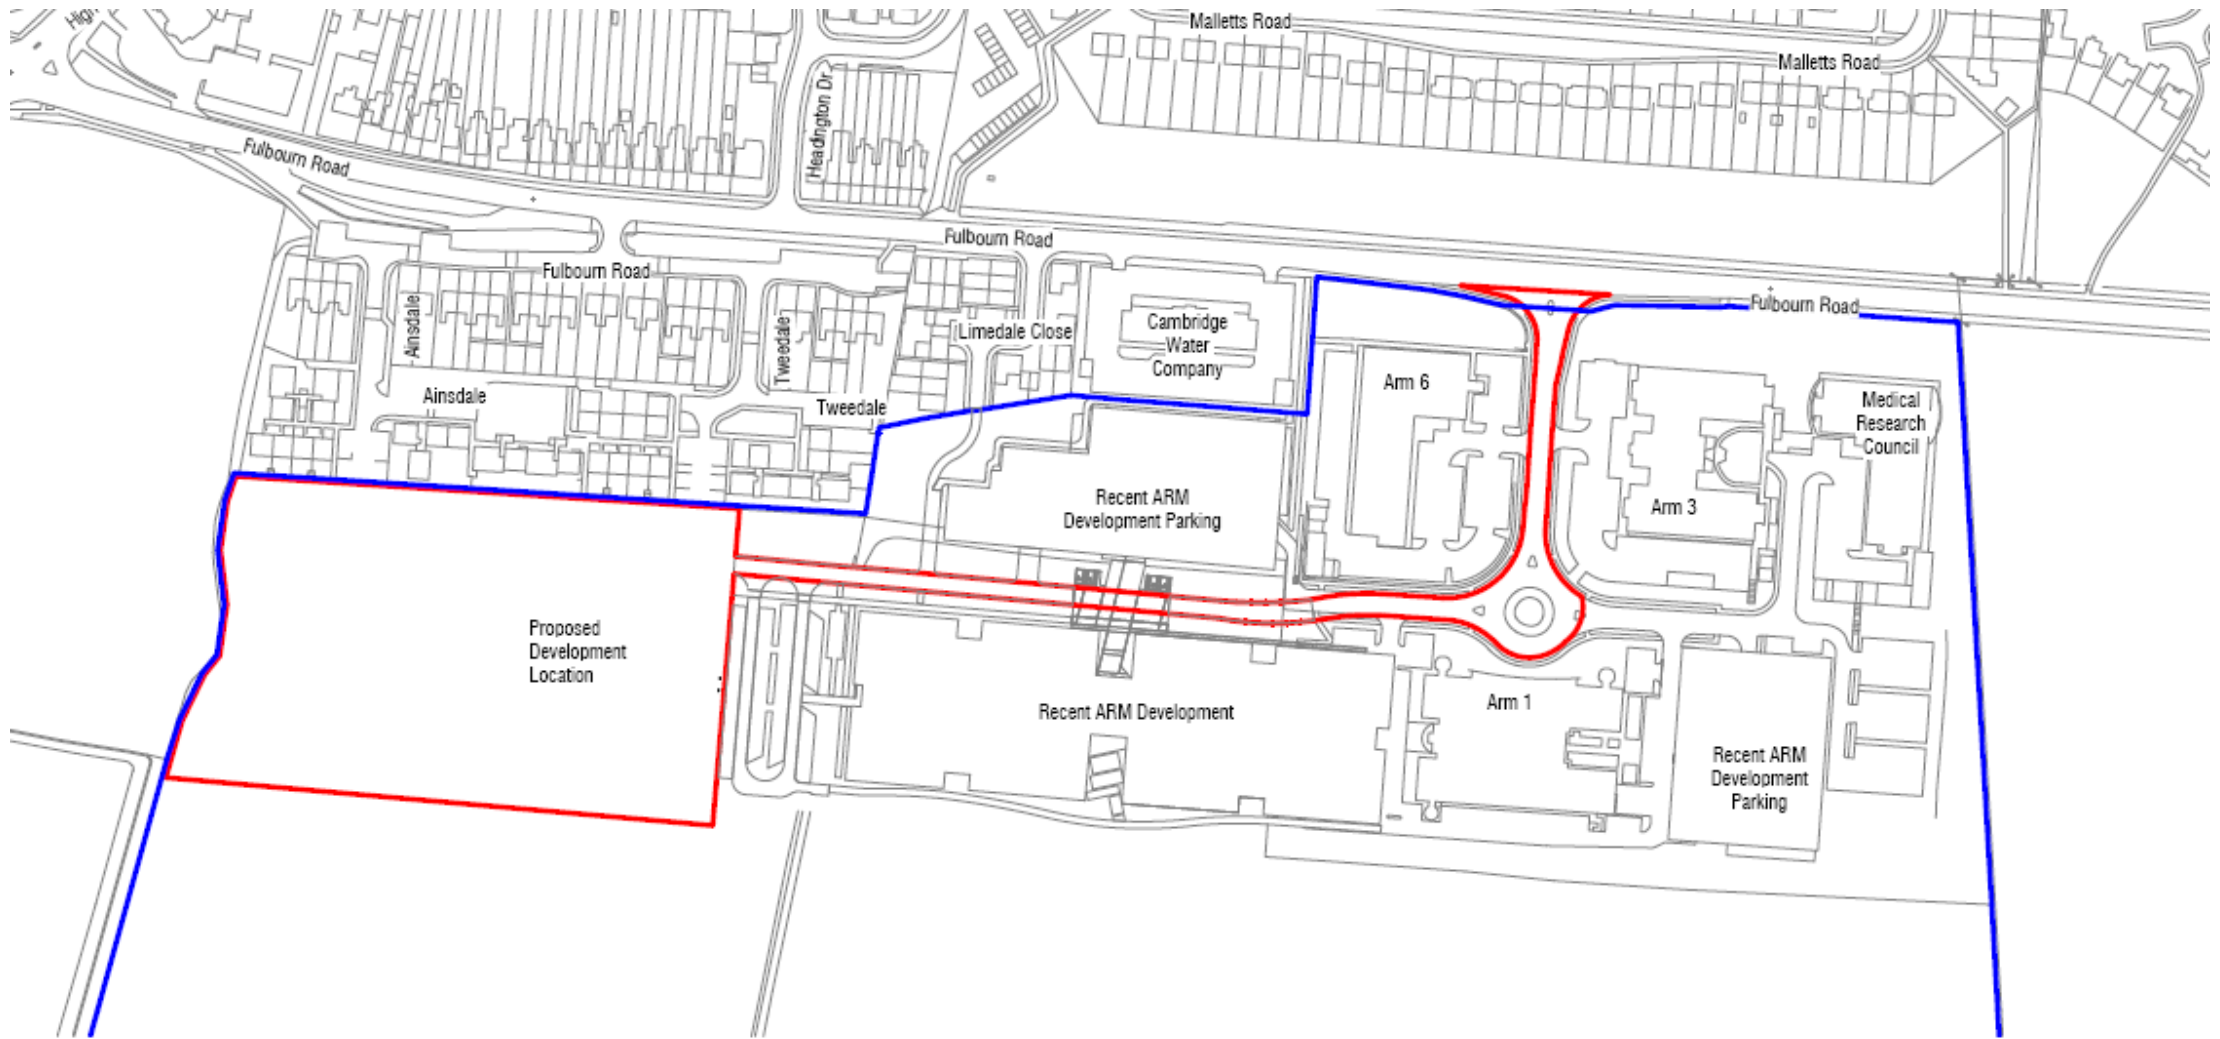 High
Malletts Road
Malletts Road
Headington Dr
Fulbourn Road
Fulbourn Road
Fulbourn Road
Fulbourn Road
Ainsdale
Tweedale
Limedale Close
Cambridge
Water
Company
Arm 6
Medical
Research
Council
Ainsdale
Tweedale
Recent ARM
Development Parking
Arm 3
Proposed
Development
Location
Recent ARM Development
Arm 1
Recent ARM
Development
Parking